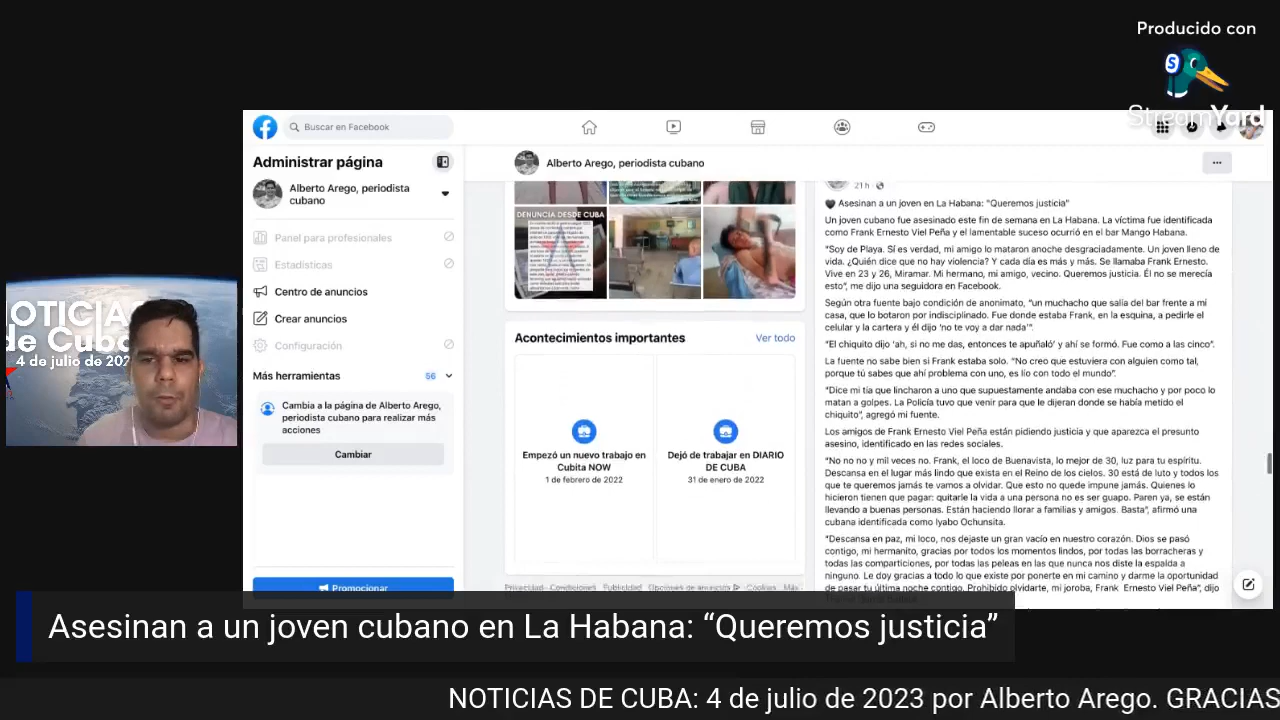 Producido con
StreamYard
Buscar en Facebook
Administrar página
Alberto Arego, periodista
cubano
Panel para profesionales
Estadísticas
Centro de anuncios
Crear anuncios
Configuración
Más herramientas
56
Cambia a la página de Alberto Arego,
periodista cubano para realizar más
acciones
Cambiar
Promocionar
Alberto Arego, periodista cubano
DENUNCIA DESDE CUBA
Acontecimientos importantes
Ver todo
Empezó un nuevo trabajo en
Cubita NOW
1 de febrero de 2022
Dejó de trabajar en DIARIO
DE CUBA
31 de enero de 2022
Privacidad Condiciones Publicidad Opciones de anuncios Cookies Más
21 h
🖤 Asesinan a un joven en La Habana: "Queremos justicia"
Un joven cubano fue asesinado este fin de semana en La Habana. La víctima fue identificada
como Frank Ernesto Viel Peña y el lamentable suceso ocurrió en el bar Mango Habana.
"Soy de Playa. Sí es verdad, mi amigo lo mataron anoche desgraciadamente. Un joven lleno de
vida. ¿Quién dice que no hay violencia? Y cada día es más y más. Se llamaba Frank Ernesto.
Vive en 23 y 26, Miramar. Mi hermano, mi amigo, vecino. Queremos justicia. Él no se merecía
esto", me dijo una seguidora en Facebook.
Según otra fuente bajo condición de anonimato, "un muchacho que salía del bar frente a mi
casa, que lo botaron por indisciplinado. Fue donde estaba Frank, en la esquina, a pedirle el
celular y la cartera y él dijo 'no te voy a dar nada'".
"El chiquito dijo 'ah, si no me das, entonces te apuñaló' y ahí se formó. Fue como a las cinco".
La fuente no sabe bien si Frank estaba solo. "No creo que estuviera con alguien como tal,
porque tú sabes que ahí problema con uno, es lío con todo el mundo".
"Dice mi tía que lincharon a uno que supuestamente andaba con ese muchacho y por poco lo
matan a golpes. La Policía tuvo que venir para que le dijeran donde se había metido el
chiquito", agregó mi fuente.
Los amigos de Frank Ernesto Viel Peña están pidiendo justicia y que aparezca el presunto
asesino, identificado en las redes sociales.
"No no no y mil veces no. Frank, el loco de Buenavista, lo mejor de 30, luz para tu espíritu.
Descansa en el lugar más lindo que exista en el Reino de los cielos. 30 está de luto y todos los
que te queremos jamás te vamos a olvidar. Que esto no quede impune jamás. Quienes lo
hicieron tienen que pagar: quitarle la vida a una persona no es ser guapo. Paren ya, se están
llevando a buenas personas. Están haciendo llorar a familias y amigos. Basta", afirmó una
cubana identificada como Iyabo Ochunsita.
"Descansa en paz, mi loco, nos dejaste un gran vacío en nuestro corazón. Dios se pasó
contigo, mi hermanito, gracias por todos los momentos lindos, por todas las borracheras y
todas las comparticiones, por todas las peleas en las que nunca nos diste la espalda a
ninguno. Le doy gracias a todo lo que existe por ponerte en mi camino y darme la oportunidad
de pasar tu última noche contigo. Prohibido olvidarte, mi joroba, Frank Ernesto Viel Peña", dijo
OTICIA
de Cuba
4 de julio de 202
Asesinan a un joven cubano en La Habana: “Queremos justicia”
NOTICIAS DE CUBA: 4 de julio de 2023 por Alberto Arego. GRACIAS